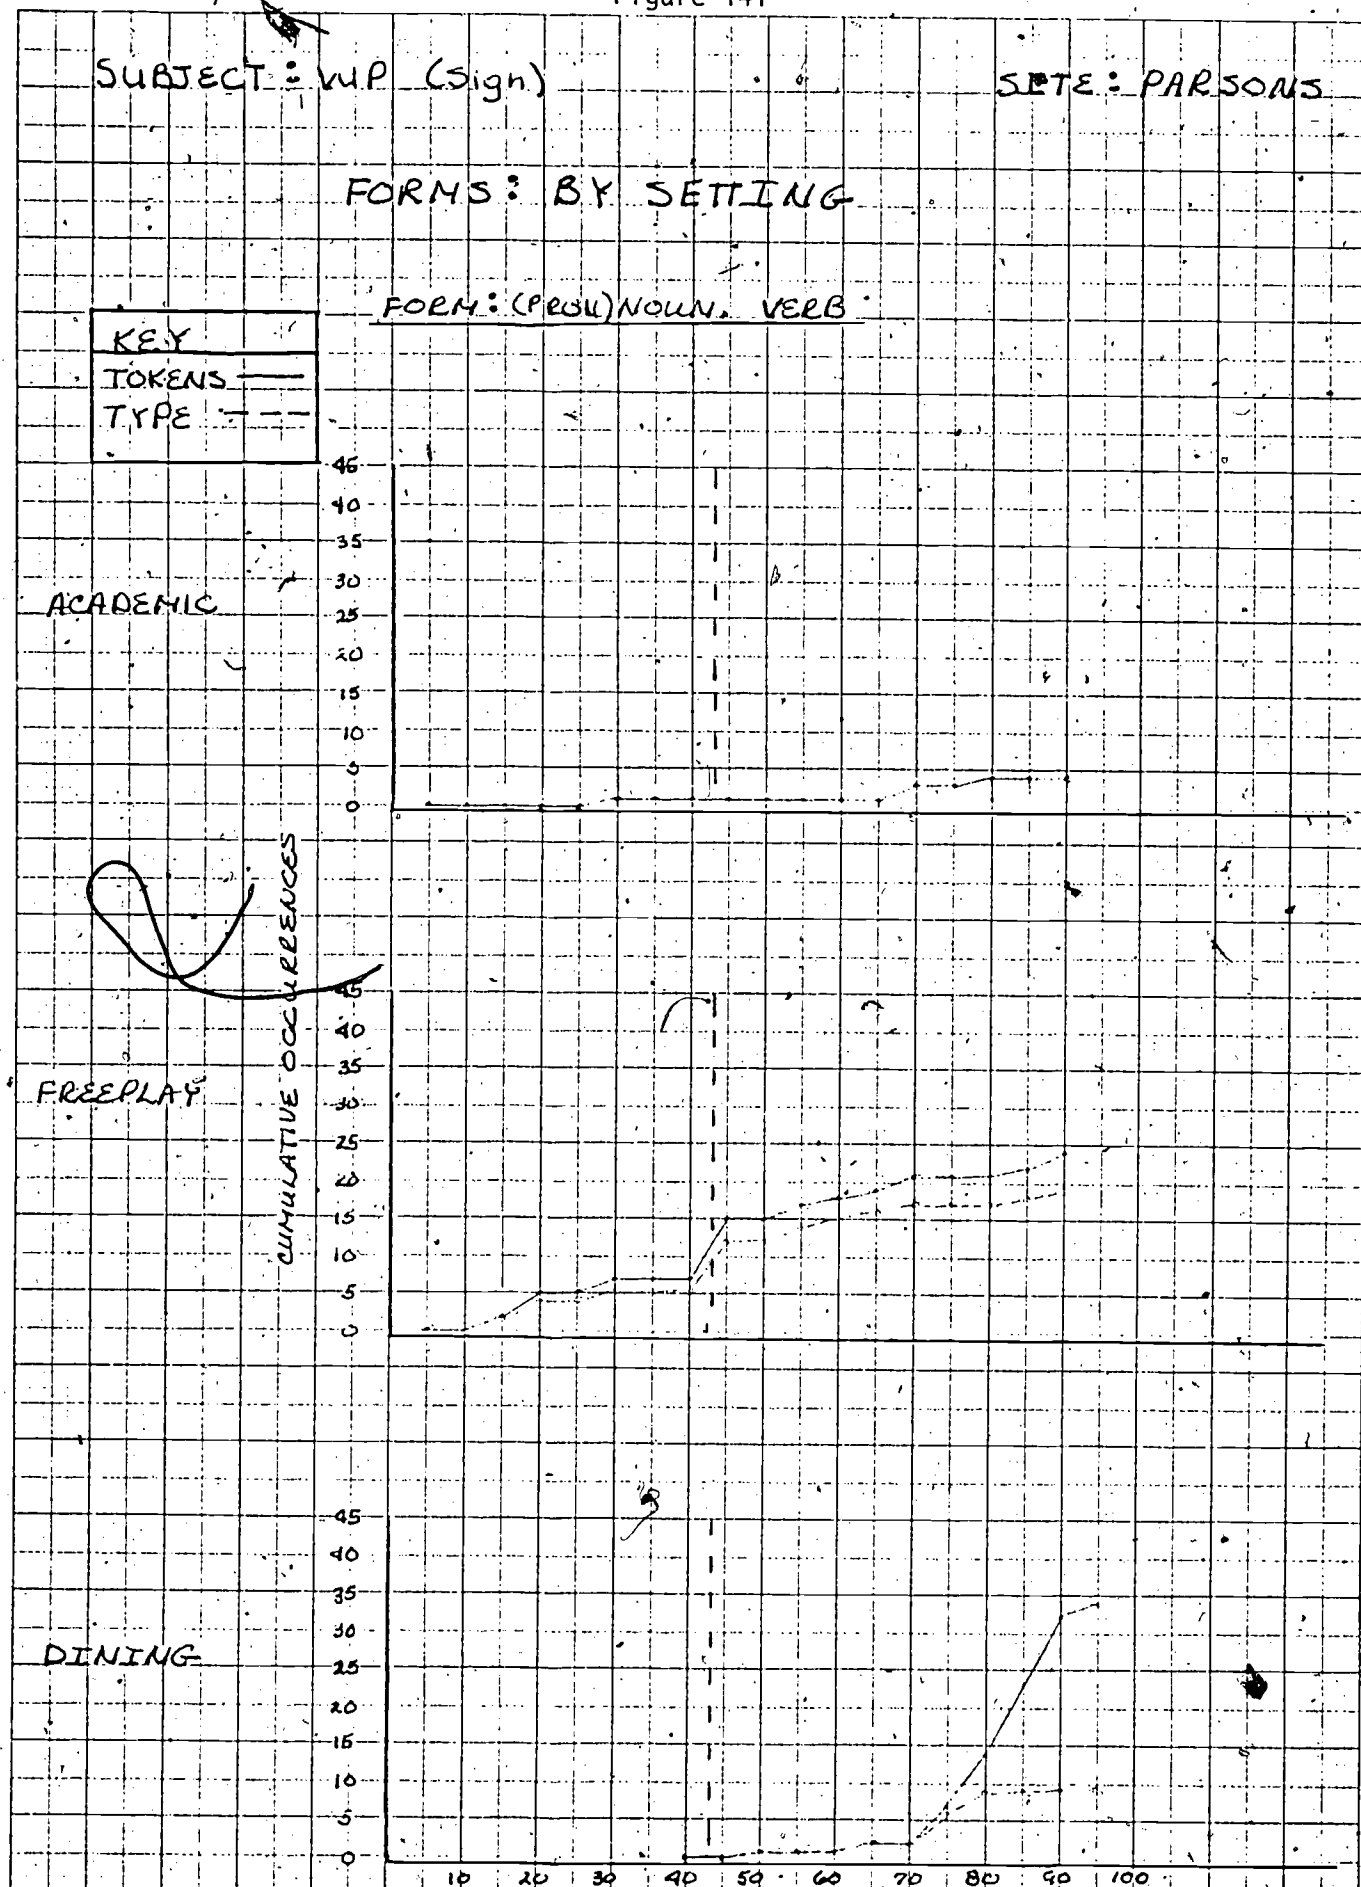 Figure 141
SUBJECT: VUP (Sign)
SITE: PARSONS
FORMS: BY SETTING
FORM: (PRON)NOUN. VERB
KEY
TOKENS
TYPE
ACADEMIC
45
40
35
30
25
20
15
10
5
0
CUMULATIVE OCCURRENCES
FREEPLAY
45
40
35
30
25
20
15
10
5
0
DINING
45
40
35
30
25
20
15
10
5
0
10 20 30 40 50 60 70 80 90 100